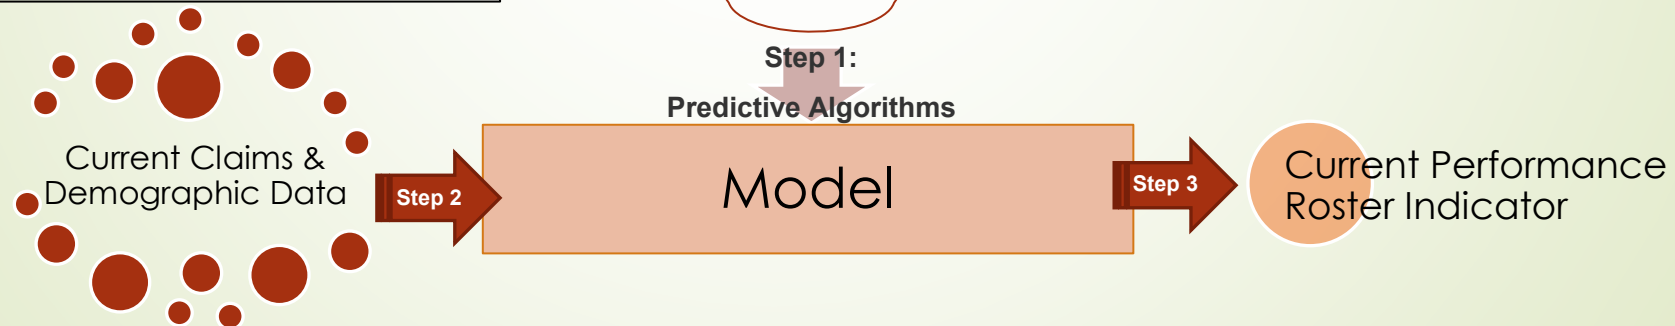 Step 1:
Predictive Algorithms
Current Claims &
Demographic Data
Step 2
Model
Step 3
Current Performance
Roster Indicator